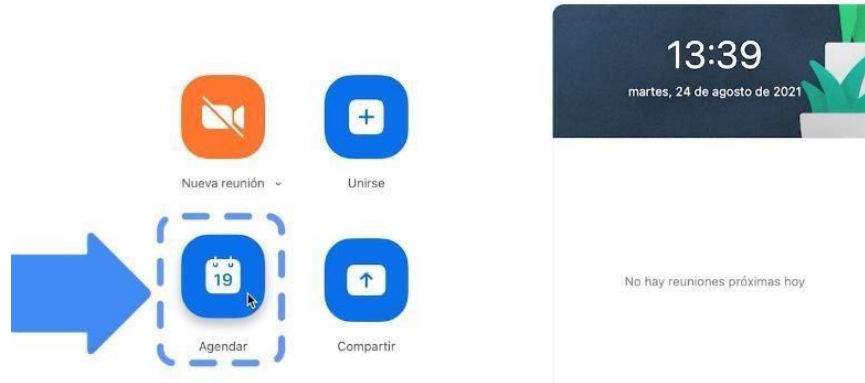 Nueva reunión
Unirse
19
Agendar
Compartir
13:39
martes, 24 de agosto de 2021
No hay reuniones próximas hoy